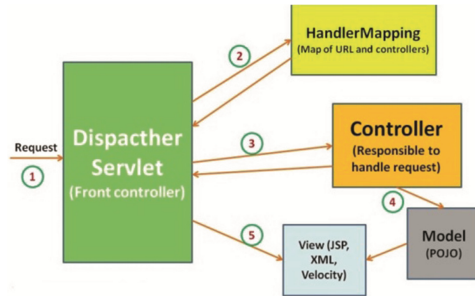 HandlerMapping
(Map of URL and controllers)
2
Request
1
Dispacther
Servlet
(Front controller)
3
Controller
(Responsible to
handle request)
4
5
View (JSP,
XML,
Velocity)
Model
(POJO)